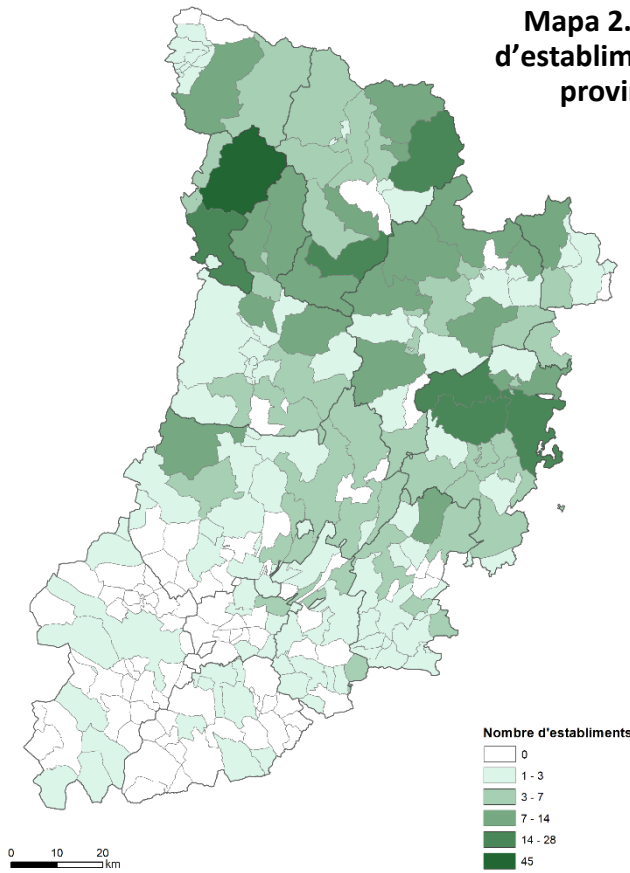 Mapa 2.
d’establim
provin
Nombre d'establiments
0
1 - 3
3 - 7
7 - 14
14 - 28
45
0 10 20
km